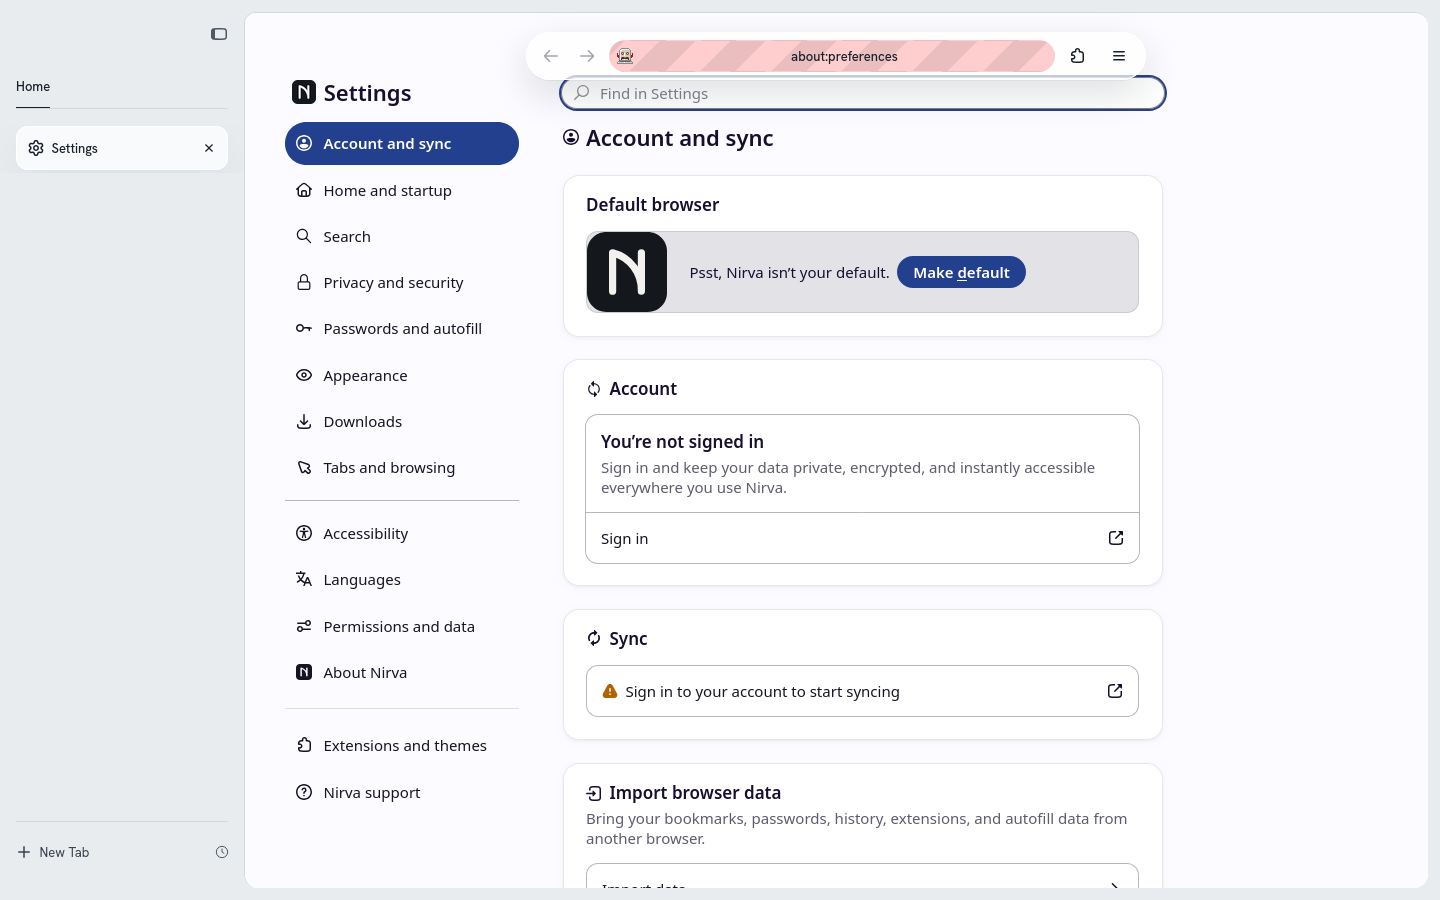 about:preferences
Home
Settings
New Tab
Settings
Find in Settings
Account and sync
Home and startup
Search
Privacy and security
Passwords and autofill
Appearance
Downloads
Tabs and browsing
Accessibility
Languages
Permissions and data
About Nirva
Extensions and themes
Nirva support
Account and sync
Default browser
Psst, Nirva isn’t your default.
Make default
Account
You’re not signed in
Sign in and keep your data private, encrypted, and instantly accessible
everywhere you use Nirva.
Sign in
Sync
Sign in to your account to start syncing
Import browser data
Bring your bookmarks, passwords, history, extensions, and autofill data from
another browser.
Import data